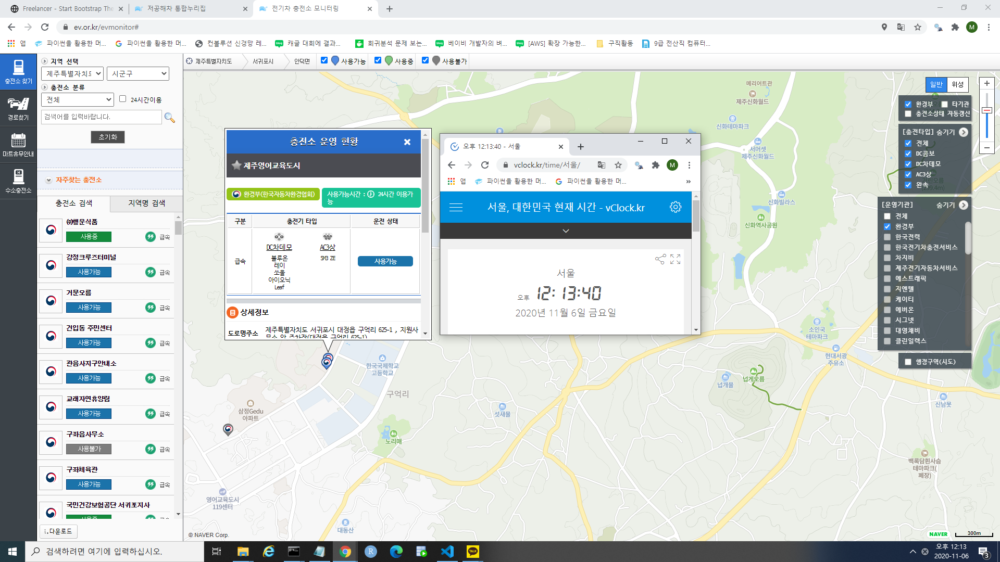 Freelancer - Start Bootstrap The
저공해차 통합누리집
전기차 충전소 모니터링
ev.or.kr/evmonitor#
M
앱
파이썬을 활용한 머...
파이썬을 활용한 머...
컨볼루션 신경망 레...
캐글 대회에 결과...
회귀분석 문제 보는...
베이비 개발자의 벼...
[AWS] 확장 가능한...
구직활동
9급 전산직 컴퓨터...
충전소 찾기
경로찾기
마트휴무안내
수소충전소
지역 선택
제주특별자치도
시군구
충전소 분류
전체
24시간이용
검색어를 입력바랍니다.
초기화
자주찾는 충전소
충전소 검색
지역명 검색
㈜행운식품
사용중
급속
강정크루즈터미널
사용가능
급속
거문오름
사용가능
급속
건입동 주민센터
사용가능
급속
관음사지구안내소
사용가능
급속
교래자연휴양림
사용가능
급속
구좌읍사무소
사용불가
급속
구좌체육관
사용가능
급속
국민건강보험공단 서귀포지사
다운로드
제주특별자치도
서귀포시
안덕면
사용가능
사용중
사용불가
충전소 운영 현황
제주영어교육도시
환경부(한국자동차환경협회)
사용가능시간 : 24시간 이용가
능
구분 충전기 타입 운전 상태
DC차데모 AC3상
급속
블루온
레이
쏘울
아이오닉
Leaf
SM3 ZE
사용가능
상세정보
도로명주소
제주특별자치도 서귀포시 대정읍 구억리 625-1 , 지원사
무소 앞 주차장(대정읍 구억리 625-1)
오후 12:13:40 - 서울
vclock.kr/time/서울/
M
앱
파이썬을 활용한 머...
파이썬을 활용한 머...
»
서울, 대한민국 현재 시간 - vClock.kr
서울
오후 12:13:40
2020년 11월 6일 금요일
메리어트관
제주신화월드
신화테마파크
서머셋
제주신화월드
신화빌라스
신화역사공원
소인국
테마파크
현대서광
주유소
넙게오름
넙개물
신남못
백록담흰사슴
테마파크(
폐장)
한국국제학교
고등학교
구억리
섯새물
삼정Gedu
아파트
노리매
영어교육도시
119센터
대동산
© NAVER Corp.
NAVER
300m
일반
위성
환경부
타기관
충전소상태 자동갱신
[충전타입] 숨기기
전체
DC콤보
DC차데모
AC3상
완속
[운영기관] 숨기기
전체
환경부
한국전력
한국전기차충전서비스
차지비
제주전기자동차서비스
에스트래픽
지엔텔
케이티
에버온
시그넷
대영채비
클린일렉스
행정구역(시도)
검색하려면 여기에 입력하십시오.
R
TALK
오후 12:13
2020-11-06
3